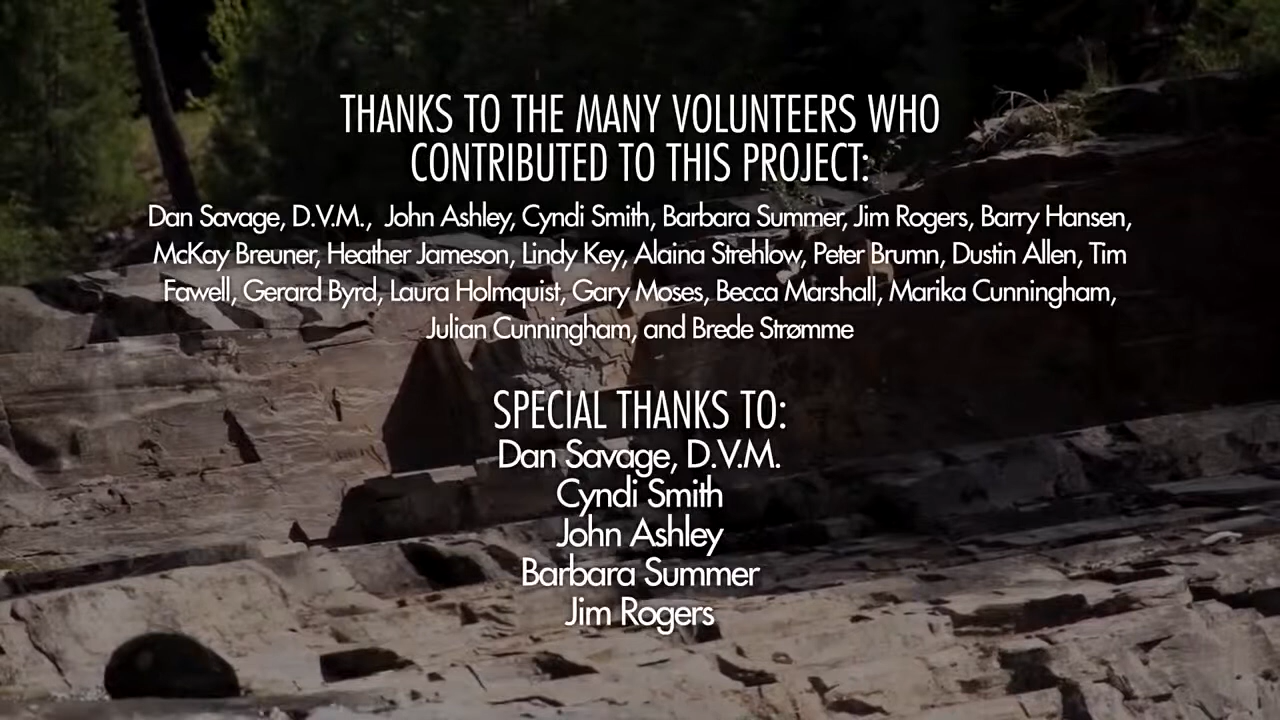 THANKS TO THE MANY VOLUNTEERS WHO
CONTRIBUTED TO THIS PROJECT:
Dan Savage, D.V.M., John Ashley, Cyndi Smith, Barbara Summer, Jim Rogers, Barry Hansen,
McKay Breuner, Heather Jameson, Lindy Key, Alaina Strehlow, Peter Brumn, Dustin Allen, Tim
Fawell, Gerard Byrd, Laura Holmquist, Gary Moses, Becca Marshall, Marika Cunningham,
Julian Cunningham, and Brede Strømme
SPECIAL THANKS TO:
Dan Savage, D.V.M.
Cyndi Smith
John Ashley
Barbara Summer
Jim Rogers